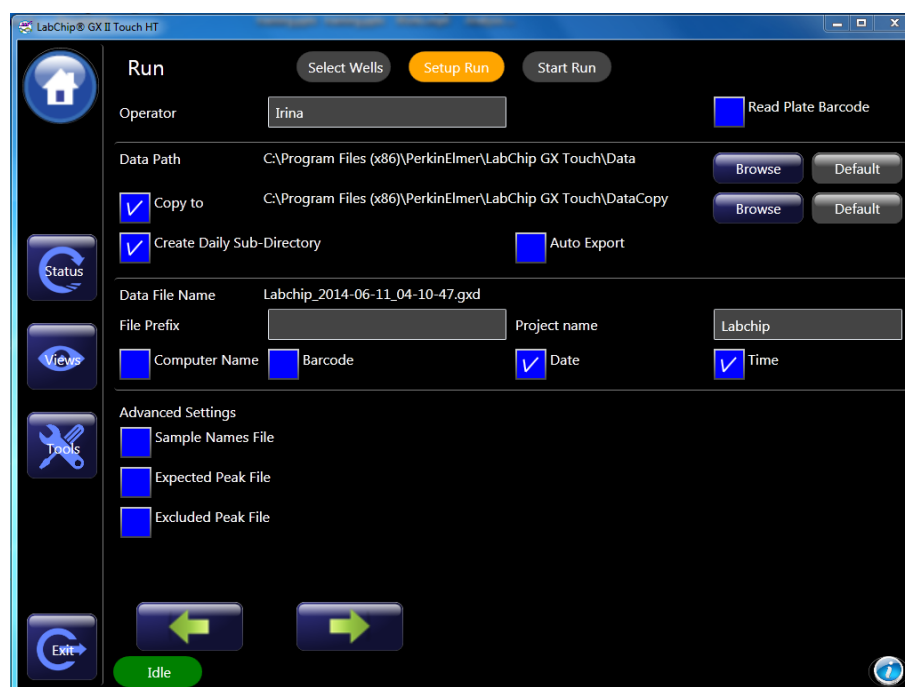 LabChip® GX II Touch HT
Run
Select Wells
Setup Run
Start Run
Operator
Irina
Read Plate Barcode
Data Path
C:\Program Files (x86)\PerkinElmer\LabChip GX Touch\Data
Browse
Default
Copy to
C:\Program Files (x86)\PerkinElmer\LabChip GX Touch\DataCopy
Browse
Default
Create Daily Sub-Directory
Auto Export
Status
Data File Name
Labchip_2014-06-11_04-10-47.gxd
File Prefix
Project name
Labchip
Views
Computer Name
Barcode
Date
Time
Advanced Settings
Sample Names File
Tools
Expected Peak File
Excluded Peak File
Exit
Idle